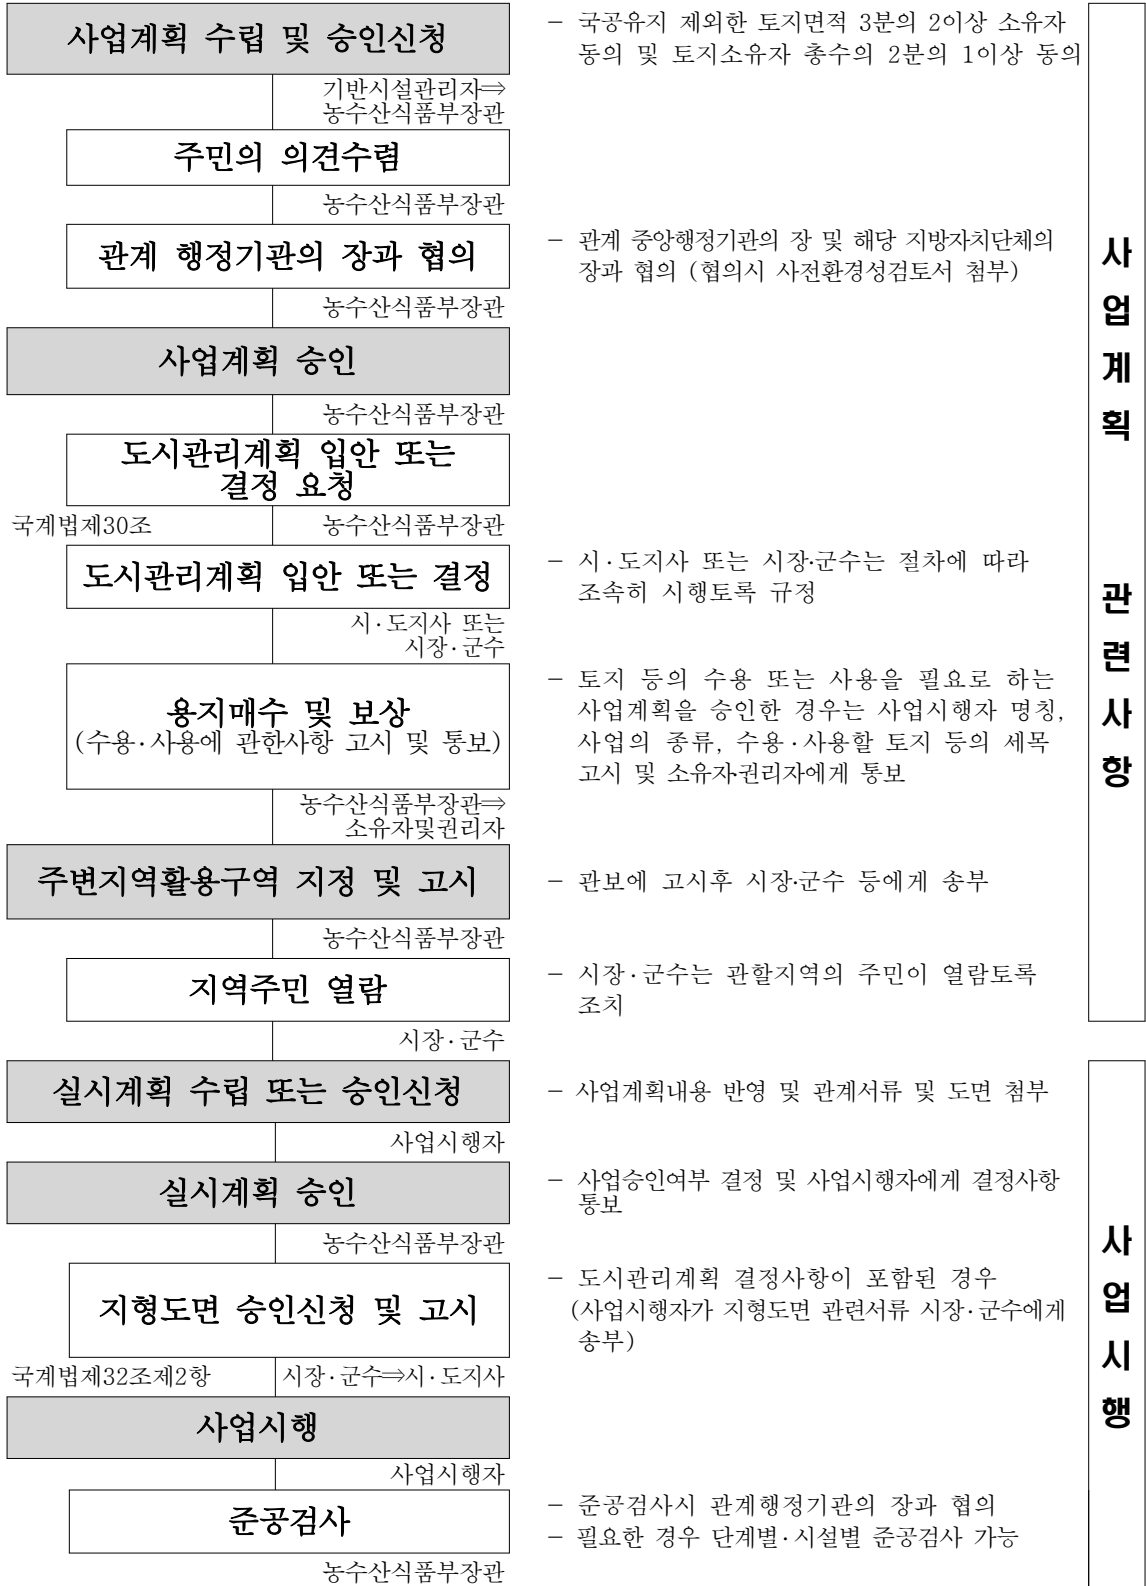 사업계획 수립 및 승인신청
- 국공유지 제외한 토지면적 3분의 2이상 소유자
동의 및 토지소유자 총수의 2분의 1이상 동의
기반시설관리자⇒
농수산식품부장관
주민의 의견수렴
농수산식품부장관
관계 행정기관의 장과 협의
- 관계 중앙행정기관의 장 및 해당 지방자치단체의
장과 협의 (협의시 사전환경성검토서 첨부)
농수산식품부장관
사업계획 승인
농수산식품부장관
도시관리계획 입안 또는
결정 요청
국계법제30조
농수산식품부장관
도시관리계획 입안 또는 결정
- 시·도지사 또는 시장·군수는 절차에 따라
조속히 시행토록 규정
시·도지사 또는
시장·군수
용지매수 및 보상
(수용·사용에 관한사항 고시 및 통보)
- 토지 등의 수용 또는 사용을 필요로 하는
사업계획을 승인한 경우는 사업시행자 명칭,
사업의 종류, 수용·사용할 토지 등의 세목
고시 및 소유자·권리자에게 통보
농수산식품부장관⇒
소유자및권리자
주변지역활용구역 지정 및 고시
- 관보에 고시후 시장·군수 등에게 송부
농수산식품부장관
지역주민 열람
- 시장·군수는 관할지역의 주민이 열람토록
조치
시장·군수
사업계획 관련사항
실시계획 수립 또는 승인신청
- 사업계획내용 반영 및 관계서류 및 도면 첨부
사업시행자
실시계획 승인
- 사업승인여부 결정 및 사업시행자에게 결정사항
통보
농수산식품부장관
지형도면 승인신청 및 고시
- 도시관리계획 결정사항이 포함된 경우
(사업시행자가 지형도면 관련서류 시장·군수에게
송부)
국계법제32조제2항
시장·군수⇒시·도지사
사업시행
사업시행자
준공검사
- 준공검사시 관계행정기관의 장과 협의
- 필요한 경우 단계별·시설별 준공검사 가능
농수산식품부장관
사업시행